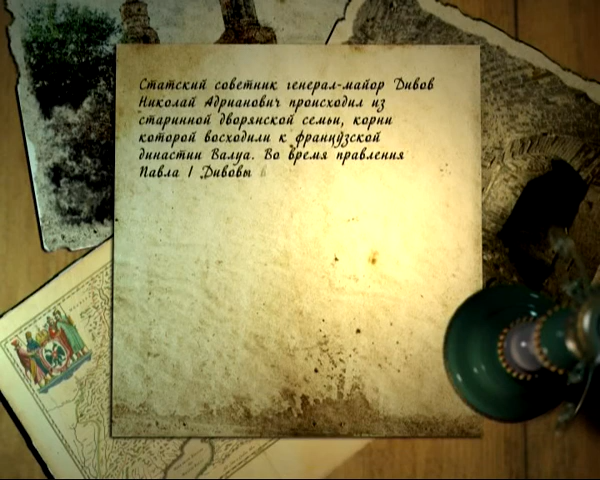 Статский советник генерал-майор Дивов
Николай Адрианович происходил из
старинной дворянской семьи, корни
которой восходили к французской
династии Валуа. Во время правления
Павла I Дивовы